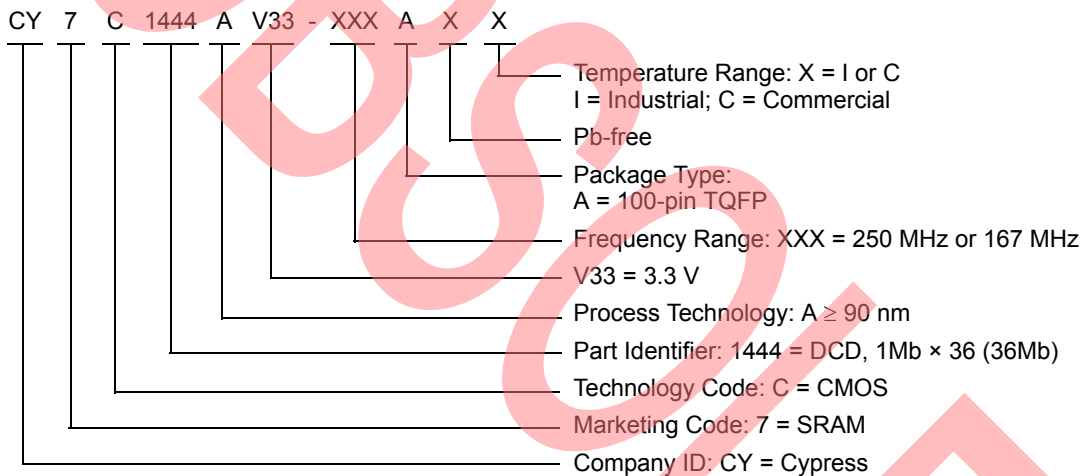 CY 7 C 1444 A V33 - XXX A X X
Temperature Range: X = I or C
I = Industrial; C = Commercial
Pb-free
Package Type:
A = 100-pin TQFP
Frequency Range: XXX = 250 MHz or 167 MHz
V33 = 3.3 V
Process Technology: A ≥ 90 nm
Part Identifier: 1444 = DCD, 1Mb × 36 (36Mb)
Technology Code: C = CMOS
Marketing Code: 7 = SRAM
Company ID: CY = Cypress